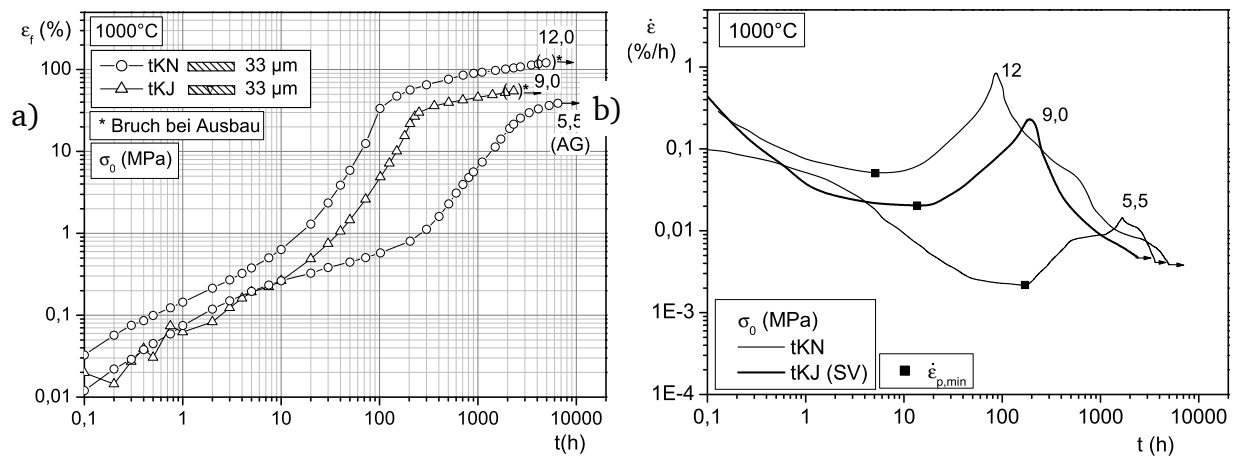 a)
ε_f (%)
1000°C
tKN 33 µm
tKJ 33 µm
* Bruch bei Ausbau
σ_0 (MPa)
12,0
( )*
9,0
( )*
5,5
(AG)
100
10
1
0,1
0,01
0,1 1 10 100 1000 10000
t(h)
b)
ε̇
(%/h)
1000°C
12
9,0
5,5
1
0,1
0,01
1E-3
1E-4
σ_0 (MPa)
tKN
tKJ (SV)
ε̇_p,min
0,1 1 10 100 1000 10000
t (h)